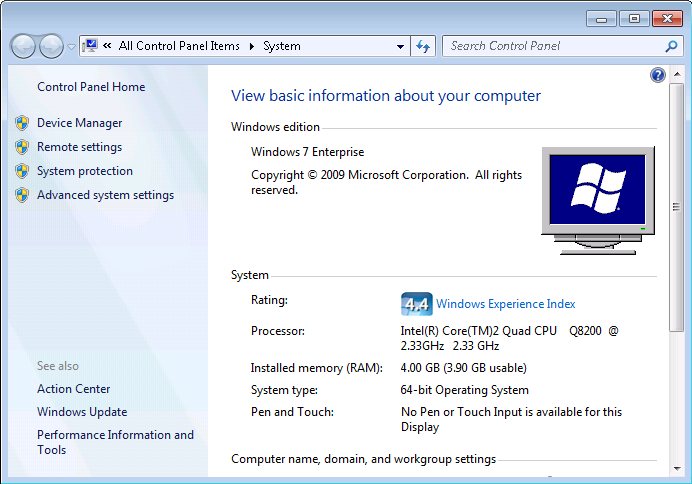 « All Control Panel Items ▸ System
Search Control Panel
Control Panel Home
Device Manager
Remote settings
System protection
Advanced system settings
See also
Action Center
Windows Update
Performance Information and
Tools
View basic information about your computer
Windows edition
Windows 7 Enterprise
Copyright © 2009 Microsoft Corporation. All rights
reserved.
System
Rating: 4.4 Windows Experience Index
Processor: Intel(R) Core(TM)2 Quad CPU Q8200 @
2.33GHz 2.33 GHz
Installed memory (RAM): 4.00 GB (3.90 GB usable)
System type: 64-bit Operating System
Pen and Touch: No Pen or Touch Input is available for this
Display
Computer name, domain, and workgroup settings